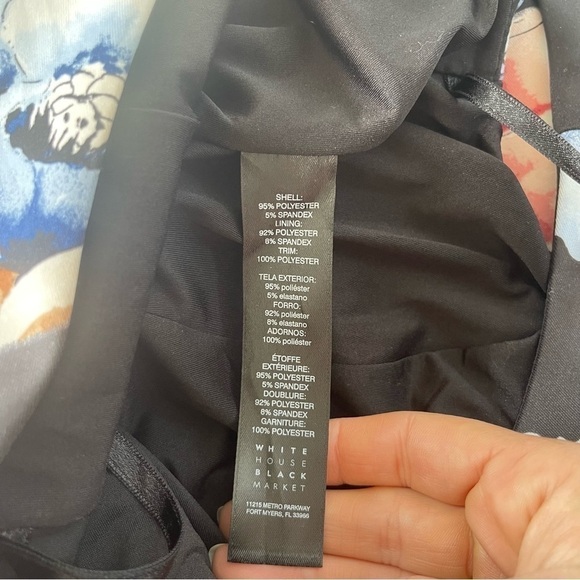 SHELL:
95% POLYESTER
5% SPANDEX
LINING:
92% POLYESTER
8% SPANDEX
TRIM:
100% POLYESTER
TELA EXTERIOR:
95% poliéster
5% elastano
FORRO:
92% poliéster
8% elastano
ADORNOS:
100% poliéster
ÉTOFFE
EXTÉRIEURE:
95% POLYESTER
5% SPANDEX
DOUBLURE:
92% POLYESTER
8% SPANDEX
GARNITURE:
100% POLYESTER
WHITE
HOUSE
BLACK
MARKET
11215 METRO PARKWAY
FORT MYERS, FL 33966